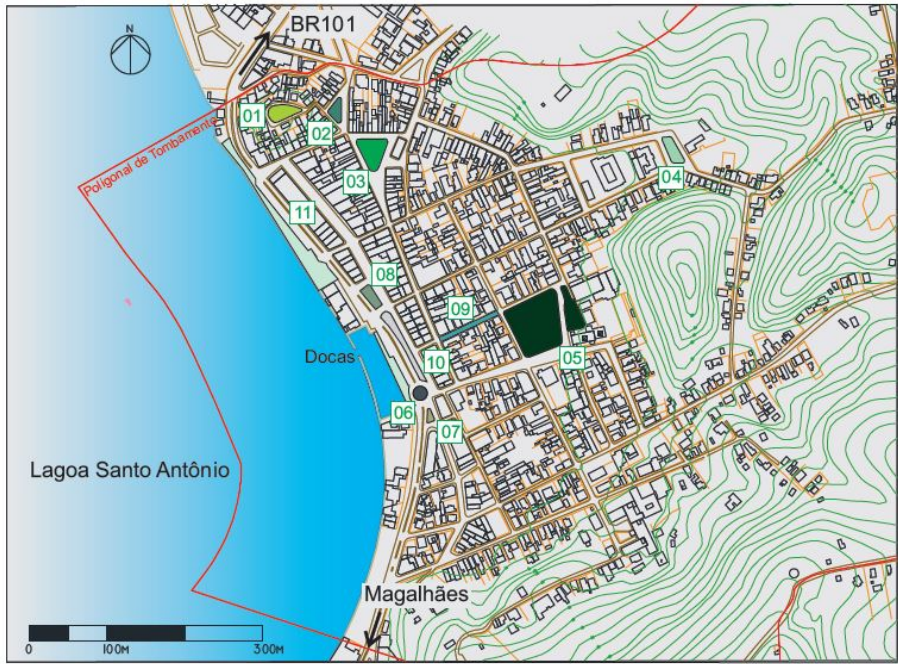 N
BR101
01
02
Poligonal de Tombamento
03
04
11
08
09
Docas
10
05
06
07
Lagoa Santo Antônio
Magalhães
0
100M
300M